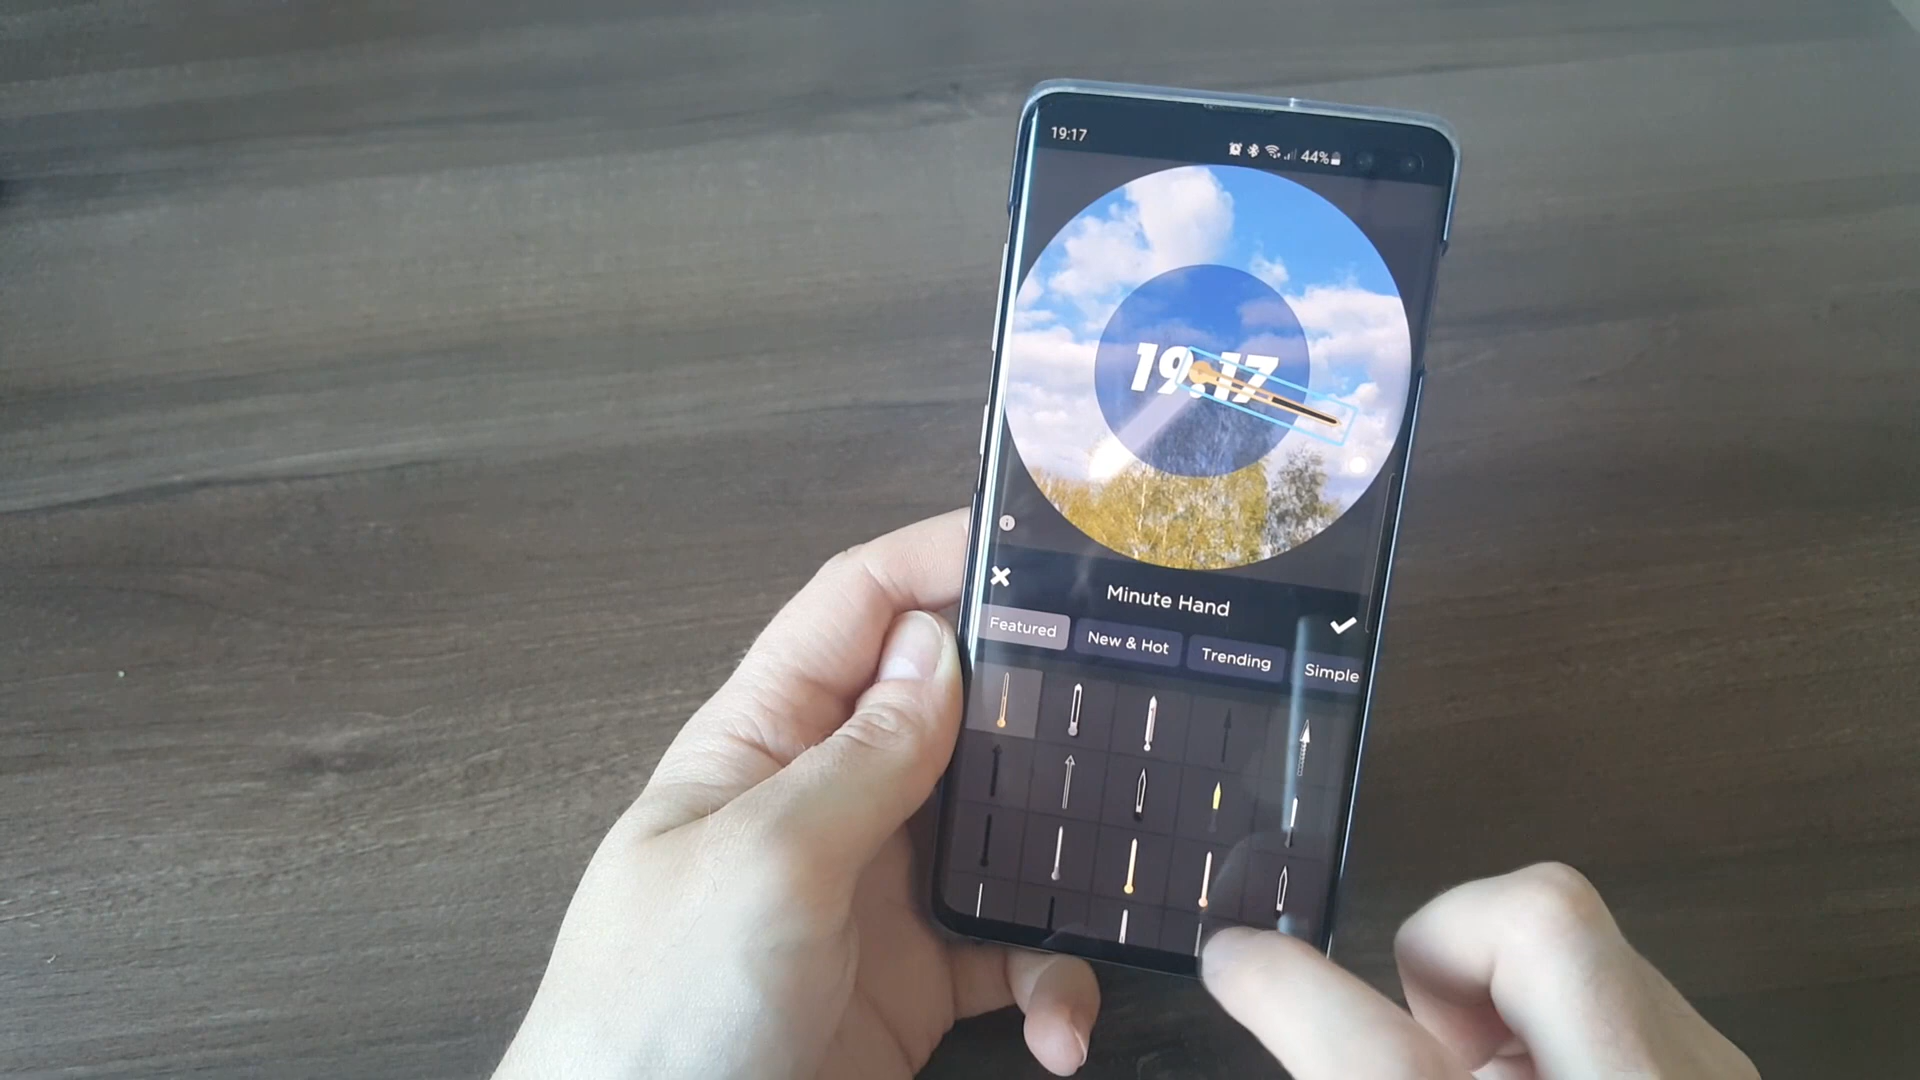 19:17
44%
19:17
Minute Hand
Featured
New & Hot
Trending
Simple